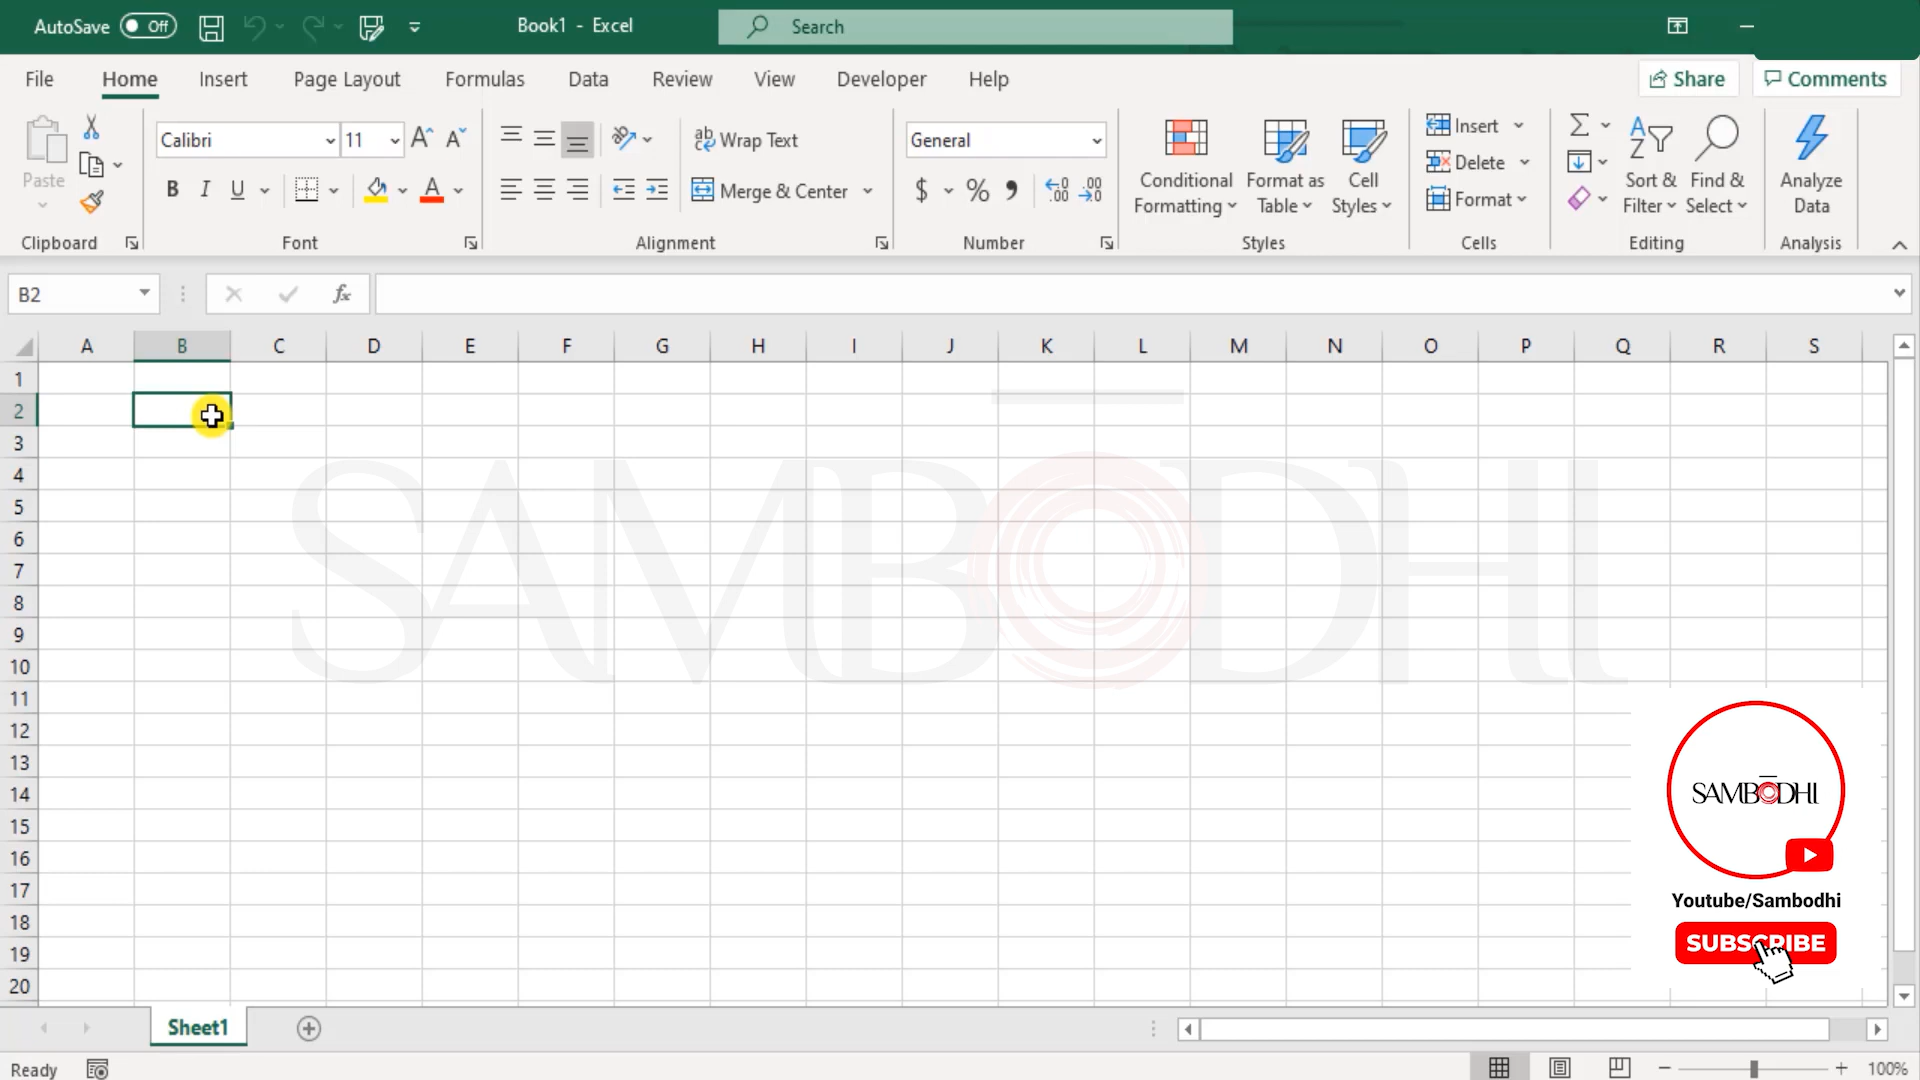 AutoSave Off Book1 - Excel Search
File Home Insert Page Layout Formulas Data Review View Developer Help Share Comments
Paste
Clipboard
Calibri 11
B I U
Font
Wrap Text
Merge & Center
Alignment
General
$ % 9
Number
Conditional Formatting
Format as Table
Cell Styles
Styles
Insert
Delete
Format
Cells
Sort & Filter
Find & Select
Editing
Analyze Data
Analysis
B2 fx
A B C D E F G H I J K L M N O P Q R S
1
2
3
4
5
6
7
8
9
10
11
12
13
14
15
16
17
18
19
20
SAMBŌDHI
SAMBŌDHI
Youtube/Sambodhi
SUBSCRIBE
Sheet1
Ready 100%